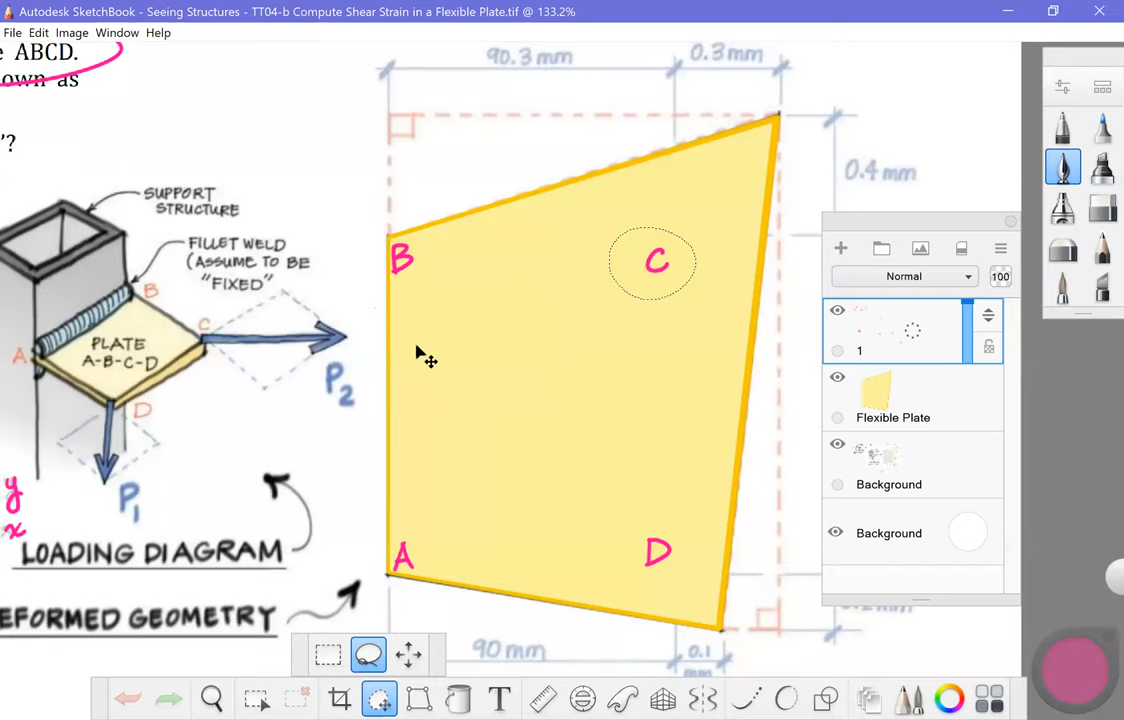 Autodesk SketchBook - Seeing Structures - TT04-b Compute Shear Strain in a Flexible Plate.tif @ 133.2%
File Edit Image Window Help
ABCD.
own as
'?
90.3 mm
0.3 mm
0.4 mm
SUPPORT
STRUCTURE
FILLET WELD
(ASSUME TO BE
"FIXED"
B
C
PLATE
A-B-C-D
A
D
P2
P1
y
x
LOADING DIAGRAM
EFORMED GEOMETRY
B
C
A
D
90 mm
0.1
mm
Normal
100
1
Flexible Plate
Background
Background
T